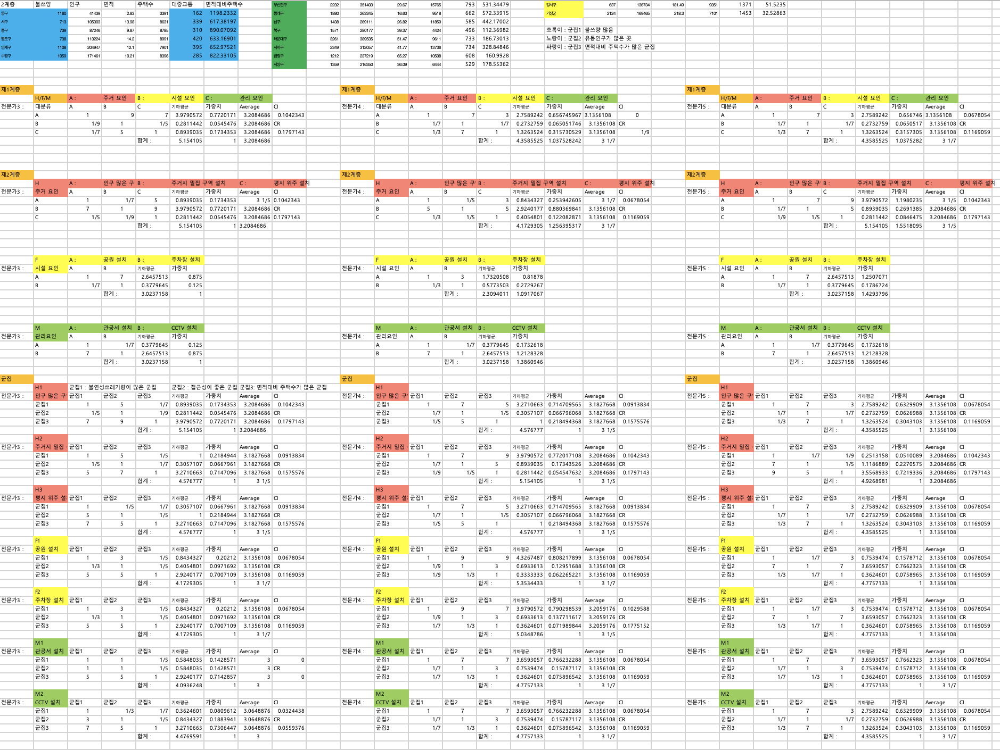 2계층 불쓰양 인구 면적 주택수 대중교통 면적대비주택수 부산진구 2232 351403 29.67 15765 793 531.34479 강서구 637 136734 181.49 9351 1371 51.5235
중구 1160 41439 2.83 3391 162 1198.2332 동래구 1880 263345 16.63 9518 662 572.33915 기장군 2124 169465 218.3 7101 1453 32.52863
서구 713 105303 13.98 8631 339 617.38197 남구 1438 269111 26.82 11859 585 442.17002
동구 739 87246 9.87 8785 310 890.07092 북구 1571 280177 39.37 4424 496 112.36982 초록이 : 군집1 불쓰량 많음
영도구 738 113224 14.2 8991 420 633.16901 해운대구 3261 389535 51.47 9611 733 186.73013 노랑이 : 군집2 유동인구가 많은 곳
연제구 1108 204947 12.1 7901 395 652.97521 사하구 2349 312057 41.77 13736 734 328.84846 파랑이 : 군집3 면적대비 주택수가 많은 군집
수영구 1059 171461 10.21 8396 285 822.33105 금정구 1212 237219 65.27 10508 608 160.9928
사상구 1359 216350 36.09 6444 529 178.55362
제1계층 제1계층 제1계층
H/F/M A : 주거 요인 B : 시설 요인 C : 관리 요인 H/F/M A : 주거 요인 B : 시설 요인 C : 관리 요인 H/F/M A : 주거 요인 B : 시설 요인 C : 관리 요인
전문가3 : 대분류 A B C 기하평균 가중치 Average CI 전문가4 : 대분류 A B C 기하평균 가중치 Average CI 전문가5 : 대분류 A B C 기하평균 가중치 Average CI
A 1 9 7 3.9790572 0.7720171 3.2084686 0.1042343 A 1 7 3 2.7589242 0.656745967 3.1356108 0 A 1 7 3 2.7589242 0.656746 3.1356108 0.0678054
B 1/9 1 1/5 0.2811442 0.0545476 3.2084686 CR B 1/7 1 1/7 0.2732759 0.065051746 3.1356108 CR B 1/7 1 1/7 0.2732759 0.0650517 3.1356108 CR
C 1/7 5 1 0.8939035 0.1734353 3.2084686 0.1797143 C 1/3 7 1 1.3263524 0.315730529 3.1356108 1/9 C 1/3 7 1 1.3263524 0.3157305 3.1356108 0.1169059
합계 : 5.154105 1 3.2084686 합계 : 4.3585525 1.037528242 3 1/7 합계 : 4.3585525 1.0375282 3 1/7
제2계층 제2계층 제2계층
H A : 인구 많은 구 B : 주거지 밀집 구역 설치 C : 평지 위주 설치 H A : 인구 많은 구 B : 주거지 밀집 구역 설치 C : 평지 위주 설치 H A : 인구 많은 구 B : 주거지 밀집 구역 설치 C : 평지 위주 설치
전문가3 : 주거 요인 A B C 기하평균 가중치 Average CI 전문가4 : 주거 요인 A B C 기하평균 가중치 Average CI 전문가5 : 주거 요인 A B C 기하평균 가중치 Average CI
A 1 1/7 5 0.8939035 0.1734353 3 1/5 0.1042343 A 1 1/5 3 0.8434327 0.253942605 3 1/7 0.0678054 A 1 7 9 3.9790572 1.1980235 3 1/5 0.1042343
B 7 1 9 3.9790572 0.7720171 3.2084686 CR B 5 1 5 2.9240177 0.880369841 3.1356108 CR B 1/7 1 5 0.8939035 0.2691385 3.2084686 CR
C 1/5 1/9 1 0.2811442 0.0545476 3.2084686 0.1797143 C 1/3 1/5 1 0.4054801 0.122082871 3.1356108 0.1169059 C 1/9 1/5 1 0.2811442 0.0846475 3.2084686 0.1797143
합계 : 5.154105 1 3.2084686 합계 : 4.1729305 1.256395317 3 1/7 합계 : 5.154105 1.5518095 3 1/5
F A : 공원 설치 B : 주차장 설치 F A : 공원 설치 B : 주차장 설치 F A : 공원 설치 B : 주차장 설치
전문가3 : 시설 요인 A B 기하평균 가중치 전문가4 : 시설 요인 A B 기하평균 가중치 전문가5 : 시설 요인 A B 기하평균 가중치
A 1 7 2.6457513 0.875 A 1 3 1.7320508 0.81878 A 1 7 2.6457513 1.2507071
B 1/7 1 0.3779645 0.125 B 1/3 1 0.5773503 0.2729267 B 1/7 1 0.3779645 0.1786724
합계 : 3.0237158 1 합계 : 2.3094011 1.0917067 합계 : 3.0237158 1.4293796
M A : 관공서 설치 B : CCTV 설치 M A : 관공서 설치 B : CCTV 설치 M A : 관공서 설치 B : CCTV 설치
전문가3 : 관리요인 A B 기하평균 가중치 전문가4 : 관리요인 A B 기하평균 가중치 전문가5 : 관리요인 A B 기하평균 가중치
A 1 1/7 0.3779645 0.125 A 1 1/7 0.3779645 0.1732618 A 1 1/7 0.3779645 0.1732618
B 7 1 2.6457513 0.875 B 7 1 2.6457513 1.2128328 B 7 1 2.6457513 1.2128328
합계 : 3.0237158 1 합계 : 3.0237158 1.3860946 합계 : 3.0237158 1.3860946
군집 군집 군집
H1 군집1 : 불연성쓰레기량이 많은 군집 군집2 : 접근성이 좋은 군집 군집3: 면적대비 주택수가 많은 군집 H1 H1
전문가3 : 인구 많은 구 군집1 군집2 군집3 기하평균 가중치 Average CI 전문가4 : 인구 많은 구 군집1 군집2 군집3 기하평균 가중치 Average CI 전문가5 : 인구 많은 구 군집1 군집2 군집3 기하평균 가중치 Average CI
군집1 1 5 1/7 0.8939035 0.1734353 3.2084686 0.1042343 군집1 1 7 5 3.2710663 0.714709565 3.1827668 0.0913834 군집1 1 7 3 2.7589242 0.6329909 3.1356108 0.0678054
군집2 1/5 1 1/9 0.2811442 0.0545476 3.2084686 CR 군집2 1/7 1 1/5 0.3057107 0.066796068 3.1827668 CR 군집2 1/7 1 1/7 0.2732759 0.0626988 3.1356108 CR
군집3 7 9 1 3.9790572 0.7720171 3.2084686 0.1797143 군집3 1/5 5 1 1 0.218494368 3.1827668 0.1575576 군집3 1/3 7 1 1.3263524 0.3043103 3.1356108 0.1169059
합계 : 5.154105 1 3.2084686 합계 : 4.576777 1 3 1/5 합계 : 4.3585525 1 3.1356108
H2 H2 H2
전문가3 : 주거지 밀집 군집1 군집2 군집3 기하평균 가중치 Average CI 전문가4 : 주거지 밀집 군집1 군집2 군집3 기하평균 가중치 Average CI 전문가5 : 주거지 밀집 군집1 군집2 군집3 기하평균 가중치 Average CI
군집1 1 5 1/5 1 0.2184944 3.1827668 0.0913834 군집1 1 7 9 3.9790572 0.772017108 3.2084686 0.1042343 군집1 1 1/7 1/9 0.2513158 0.0510089 3.2084686 0.1042343
군집2 1/5 1 1/7 0.3057107 0.0667961 3.1827668 CR 군집2 1/7 1 5 0.8939035 0.17343526 3.2084686 CR 군집2 7 1 1/5 1.1186889 0.2270575 3.2084686 CR
군집3 5 7 1 3.2710663 0.7147096 3.1827668 0.1575576 군집3 1/9 1/5 1 0.2811442 0.054547632 3.2084686 0.1797143 군집3 9 5 1 3.5568933 0.7219336 3.2084686 0.1797143
합계 : 4.576777 1 3 1/5 합계 : 5.154105 1 3 1/5 합계 : 4.9268981 1 3.2084686
H3 H3 H3
전문가3 : 평지 위주 설 군집1 군집2 군집3 기하평균 가중치 Average CI 전문가4 : 평지 위주 설 군집1 군집2 군집3 기하평균 가중치 Average CI 전문가5 : 평지 위주 설 군집1 군집2 군집3 기하평균 가중치 Average CI
군집1 1 1/5 1/7 0.3057107 0.0667961 3.1827668 0.0913834 군집1 1 7 5 3.2710663 0.714709565 3.1827668 0.0913834 군집1 1 7 3 2.7589242 0.6329909 3.1356108 0.0678054
군집2 5 1 1/5 1 0.2184944 3.1827668 CR 군집2 1/7 1 1/5 0.3057107 0.066796068 3.1827668 CR 군집2 1/7 1 1/7 0.2732759 0.0626988 3.1356108 CR
군집3 7 5 1 3.2710663 0.7147096 3.1827668 0.1575576 군집3 1/5 5 1 1 0.218494368 3.1827668 0.1575576 군집3 1/3 7 1 1.3263524 0.3043103 3.1356108 0.1169059
합계 : 4.576777 1 3 1/5 합계 : 4.576777 1 3 1/5 합계 : 4.3585525 1 3.1356108
F1 F1 F1
전문가3 : 공원 설치 군집1 군집2 군집3 기하평균 가중치 Average CI 전문가4 : 공원 설치 군집1 군집2 군집3 기하평균 가중치 Average CI 전문가5 : 공원 설치 군집1 군집2 군집3 기하평균 가중치 Average CI
군집1 1 3 1/5 0.8434327 0.20212 3.1356108 0.0678054 군집1 1 9 9 4.3267487 0.808217899 3.1356108 0.0678054 군집1 1 1/7 3 0.7539474 0.1578712 3.1356108 0.0678054
군집2 1/3 1 1/5 0.4054801 0.0971692 3.1356108 CR 군집2 1/9 1 3 0.6933613 0.12951688 3.1356108 CR 군집2 7 1 7 3.6593057 0.7662323 3.1356108 CR
군집3 5 5 1 2.9240177 0.7007109 3.1356108 0.1169059 군집3 1/9 1/3 1 0.3333333 0.062265221 3.1356108 0.1169059 군집3 1/3 1/7 1 0.3624601 0.0758965 3.1356108 0.1169059
합계 : 4.1729305 1 3 1/7 합계 : 5.3534433 1 3 1/7 합계 : 4.7757133 1 3.1356108
F2 F2 F2
전문가3 : 주차장 설치 군집1 군집2 군집3 기하평균 가중치 Average CI 전문가4 : 주차장 설치 군집1 군집2 군집3 기하평균 가중치 Average CI 전문가5 : 주차장 설치 군집1 군집2 군집3 기하평균 가중치 Average CI
군집1 1 3 1/5 0.8434327 0.20212 3.1356108 0.0678054 군집1 1 9 7 3.9790572 0.790298539 3.2059176 0.1029588 군집1 1 1/7 3 0.7539474 0.1578712 3.1356108 0.0678054
군집2 1/3 1 1/5 0.4054801 0.0971692 3.1356108 CR 군집2 1/9 1 3 0.6933613 0.137711617 3.2059176 CR 군집2 7 1 7 3.6593057 0.7662323 3.1356108 CR
군집3 5 5 1 2.9240177 0.7007109 3.1356108 0.1169059 군집3 1/7 1/3 1 0.3624601 0.071989844 3.2059176 0.1775152 군집3 1/3 1/7 1 0.3624601 0.0758965 3.1356108 0.1169059
합계 : 4.1729305 1 3 1/7 합계 : 5.0348786 1 3 1/5 합계 : 4.7757133 1 3.1356108
M1 M1 M1
전문가3 : 관공서 설치 군집1 군집2 군집3 기하평균 가중치 Average CI 전문가4 : 관공서 설치 군집1 군집2 군집3 기하평균 가중치 Average CI 전문가5 : 관공서 설치 군집1 군집2 군집3 기하평균 가중치 Average CI
군집1 1 1 1/5 0.5848035 0.1428571 3 0 군집1 1 7 7 3.6593057 0.766232288 3.1356108 0.0678054 군집1 1 7 7 3.6593057 0.7662323 3.1356108 0.0678054
군집2 1 1 1/5 0.5848035 0.1428571 3 CR 군집2 1/7 1 3 0.7539474 0.15787117 3.1356108 CR 군집2 1/7 1 3 0.7539474 0.1578712 3.1356108 CR
군집3 5 5 1 2.9240177 0.7142857 3 0 군집3 1/7 1/3 1 0.3624601 0.075896542 3.1356108 0.1169059 군집3 1/7 1/3 1 0.3624601 0.0758965 3.1356108 0.1169059
합계 : 4.0936248 1 3 합계 : 4.7757133 1 3 1/7 합계 : 4.7757133 1 3 1/7
M2 M2 M2
전문가3 : CCTV 설치 군집1 군집2 군집3 기하평균 가중치 Average CI 전문가4 : CCTV 설치 군집1 군집2 군집3 기하평균 가중치 Average CI 전문가5 : CCTV 설치 군집1 군집2 군집3 기하평균 가중치 Average CI
군집1 1 1/3 1/7 0.3624601 0.0809612 3.0648876 0.0324438 군집1 1 7 7 3.6593057 0.766232288 3.1356108 0.0678054 군집1 1 7 3 2.7589242 0.6329909 3.1356108 0.0678054
군집2 3 1 1/5 0.8434327 0.1883941 3.0648876 CR 군집2 1/7 1 3 0.7539474 0.15787117 3.1356108 CR 군집2 1/7 1 1/7 0.2732759 0.0626988 3.1356108 CR
군집3 7 5 1 3.2710663 0.7306447 3.0648876 0.0559376 군집3 1/7 1/3 1 0.3624601 0.075896542 3.1356108 0.1169059 군집3 1/3 7 1 1.3263524 0.3043103 3.1356108 0.1169059
합계 : 4.4769591 1 3 합계 : 4.7757133 1 3 1/7 합계 : 4.3585525 1 3 1/7